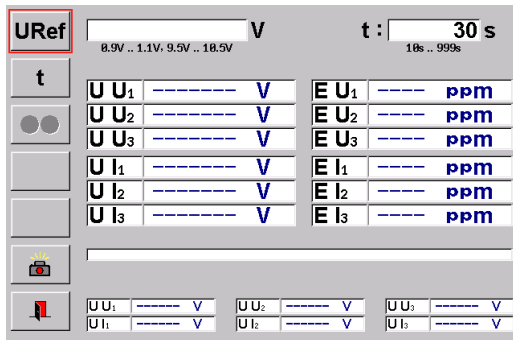 URef V t: 30 s
0.9V .. 1.1V, 9.5V .. 10.5V 10s .. 999s
t
U U1 ------- V E U1 ---- ppm
U U2 ------- V E U2 ---- ppm
U U3 ------- V E U3 ---- ppm
U I1 ------- V E I1 ---- ppm
U I2 ------- V E I2 ---- ppm
U I3 ------- V E I3 ---- ppm
U U1 ------ V U U2 ------ V U U3 ------ V
U I1 ------ V U I2 ------ V U I3 ------ V